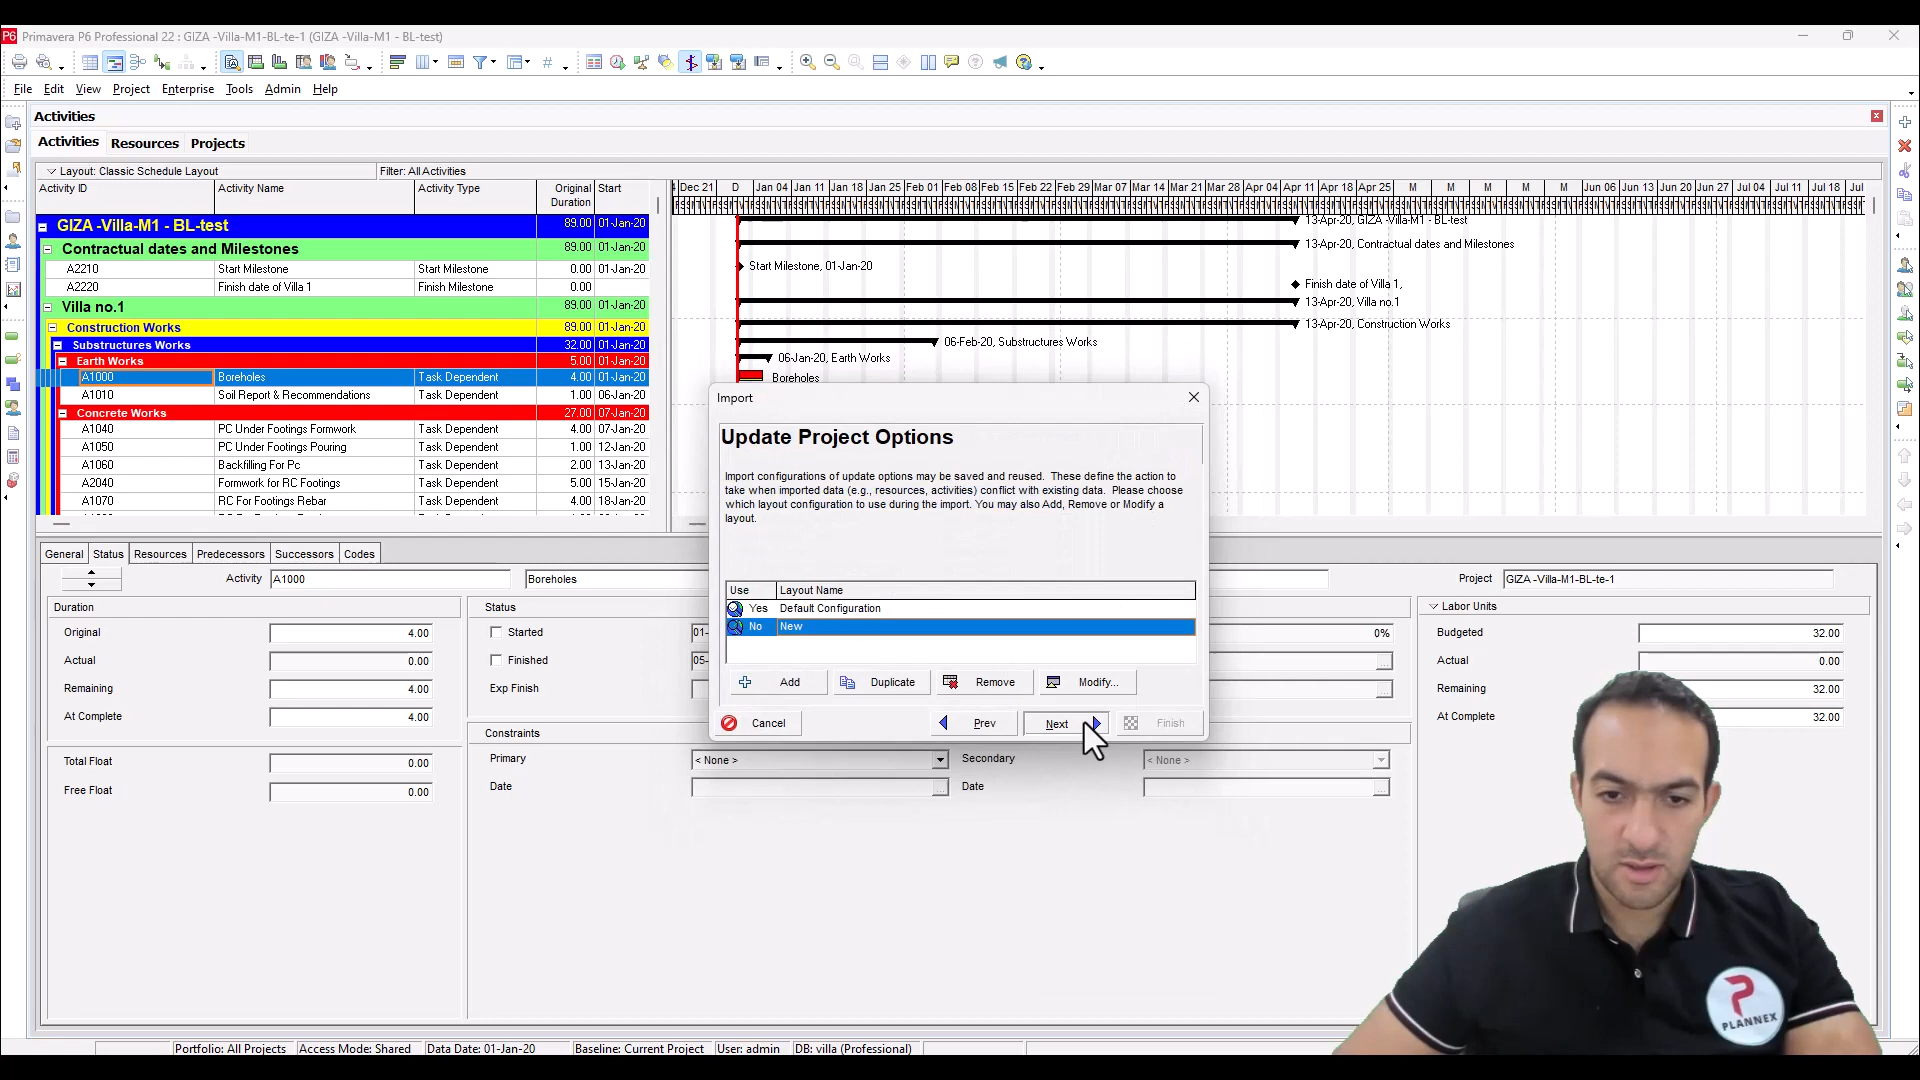 P6 Primavera P6 Professional 22 : GIZA -Villa-M1-BL-te-1 (GIZA -Villa-M1 - BL-test)
File Edit View Project Enterprise Tools Admin Help
Activities
Activities Resources Projects
Layout: Classic Schedule Layout Filter: All Activities
Activity ID Activity Name Activity Type Original Duration Start
Dec 21 D Jan 04 Jan 11 Jan 18 Jan 25 Feb 01 Feb 08 Feb 15 Feb 22 Feb 29 Mar 07 Mar 14 Mar 21 Mar 28 Apr 04 Apr 11 Apr 18 Apr 25 M M M M M Jun 06 Jun 13 Jun 20 Jun 27 Jul 04 Jul 11 Jul 18 Jul
GIZA -Villa-M1 - BL-test 89.00 01-Jan-20 13-Apr-20, GIZA -Villa-M1 - BL-test
Contractual dates and Milestones 89.00 01-Jan-20 13-Apr-20, Contractual dates and Milestones
A2210 Start Milestone Start Milestone 0.00 01-Jan-20 Start Milestone, 01-Jan-20
A2220 Finish date of Villa 1 Finish Milestone 0.00 Finish date of Villa 1,
Villa no.1 89.00 01-Jan-20 13-Apr-20, Villa no.1
Construction Works 89.00 01-Jan-20 13-Apr-20, Construction Works
Substructures Works 32.00 01-Jan-20 06-Feb-20, Substructures Works
Earth Works 5.00 01-Jan-20 06-Jan-20, Earth Works
A1000 Boreholes Task Dependent 4.00 01-Jan-20 Boreholes
A1010 Soil Report & Recommendations Task Dependent 1.00 06-Jan-20
Concrete Works 27.00 07-Jan-20
A1040 PC Under Footings Formwork Task Dependent 4.00 07-Jan-20
A1050 PC Under Footings Pouring Task Dependent 1.00 12-Jan-20
A1060 Backfilling For Pc Task Dependent 2.00 13-Jan-20
A2040 Formwork for RC Footings Task Dependent 5.00 15-Jan-20
A1070 RC For Footings Rebar Task Dependent 4.00 18-Jan-20
Import
Update Project Options
Import configurations of update options may be saved and reused. These define the action to
take when imported data (e.g., resources, activities) conflict with existing data. Please choose
which layout configuration to use during the import. You may also Add, Remove or Modify a
layout.
Use Layout Name
Yes Default Configuration
No New
Add Duplicate Remove Modify...
Cancel Prev Next Finish
General Status Resources Predecessors Successors Codes
Activity A1000 Boreholes Project GIZA -Villa-M1-BL-te-1
Duration Status Labor Units
Original 4.00 Started 01- 0% Budgeted 32.00
Actual 0.00 Finished 05- Actual 0.00
Remaining 4.00 Exp Finish Remaining 32.00
At Complete 4.00 Constraints At Complete 32.00
Total Float 0.00 Primary < None > Secondary < None >
Free Float 0.00 Date Date
PLANNEX
Portfolio: All Projects Access Mode: Shared Data Date: 01-Jan-20 Baseline: Current Project User: admin DB: villa (Professional)